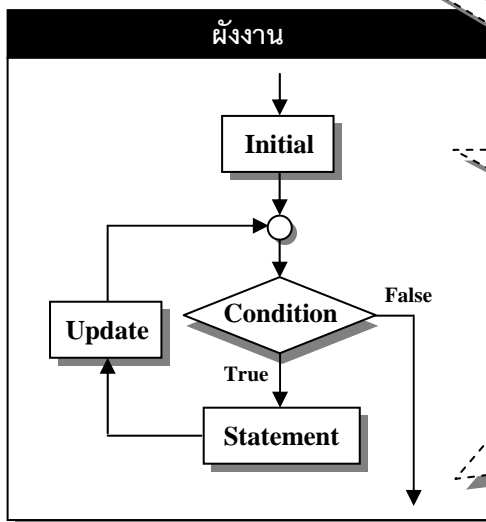 ผังงาน
Initial
Condition
False
Update
True
Statement